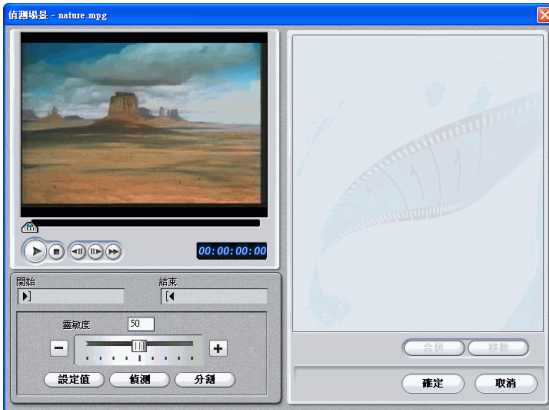 偵測場景 - nature.mpg
00:00:00:00
開始
結束
靈敏度
50
設定值
偵測
分割
合併
移除
確定
取消